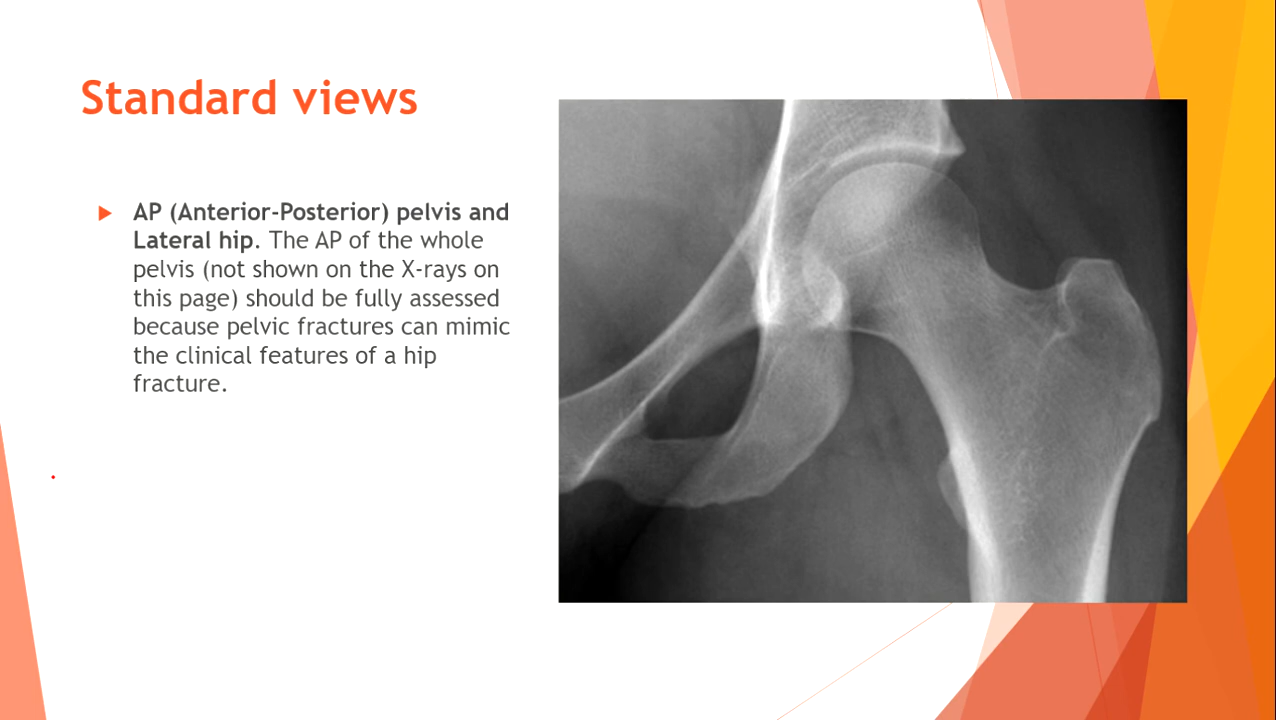 Standard views
AP (Anterior-Posterior) pelvis and
Lateral hip. The AP of the whole
pelvis (not shown on the X-rays on
this page) should be fully assessed
because pelvic fractures can mimic
the clinical features of a hip
fracture.